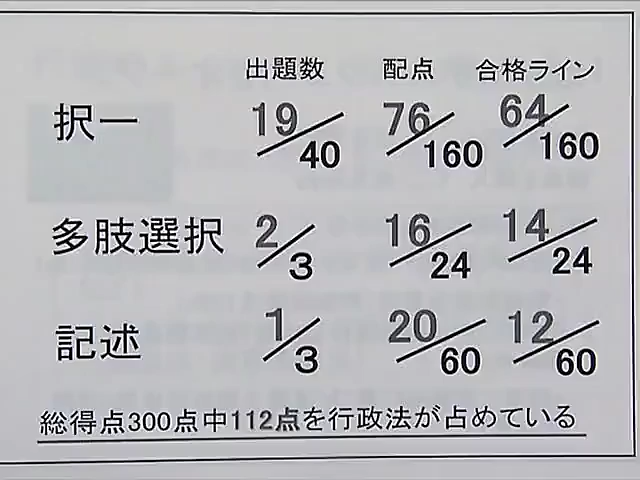 出題数 配点 合格ライン
択一 19/40 76/160 64/160
多肢選択 2/3 16/24 14/24
記述 1/3 20/60 12/60
総得点300点中112点を行政法が占めている